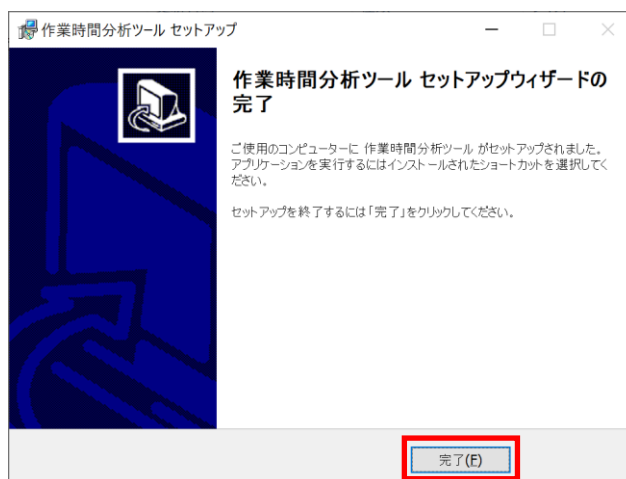 作業時間分析ツール セットアップ
作業時間分析ツール セットアップウィザードの
完了
ご使用のコンピューターに 作業時間分析ツール がセットアップされました。
アプリケーションを実行するにはインストールされたショートカットを選択してく
ださい。
セットアップを終了するには「完了」をクリックしてください。
完了(F)